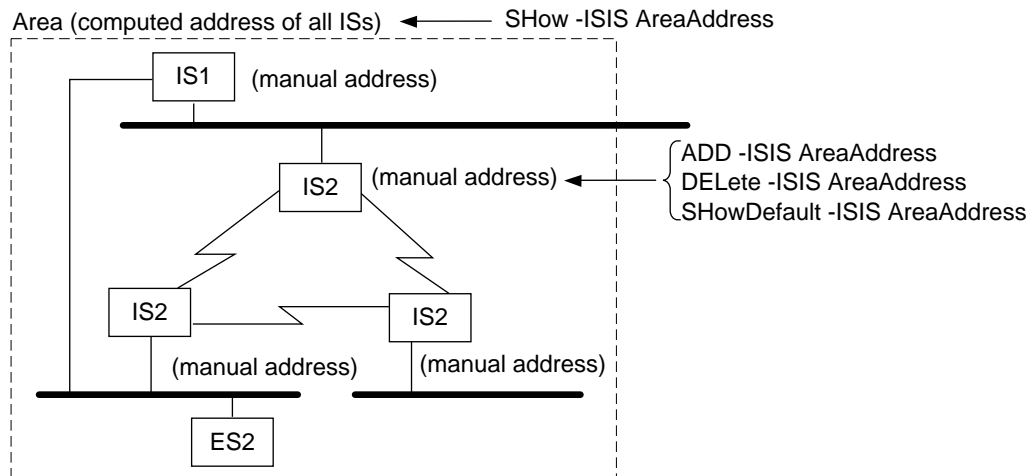 Area (computed address of all ISs)
SHow -ISIS AreaAddress
IS1
(manual address)
IS2
(manual address)
ADD -ISIS AreaAddress
DELete -ISIS AreaAddress
SHowDefault -ISIS AreaAddress
IS2
IS2
(manual address)
(manual address)
ES2